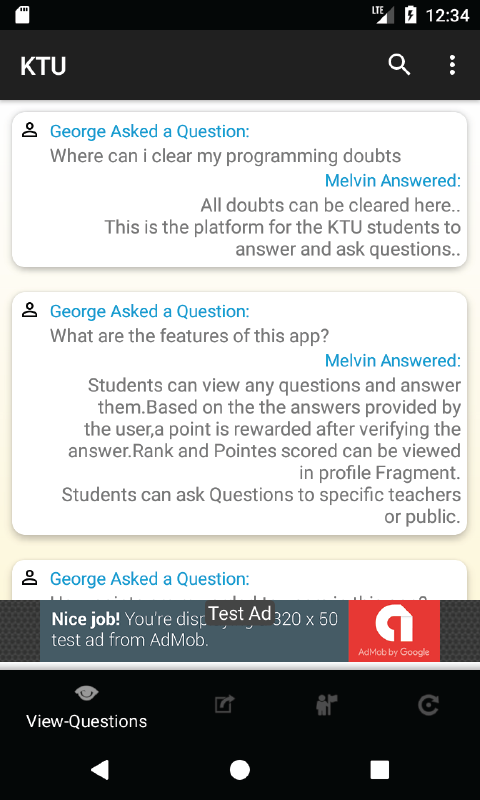 LTE 12:34
KTU
George Asked a Question:
Where can i clear my programming doubts
Melvin Answered:
All doubts can be cleared here..
This is the platform for the KTU students to
answer and ask questions..
George Asked a Question:
What are the features of this app?
Melvin Answered:
Students can view any questions and answer
them.Based on the the answers provided by
the user,a point is rewarded after verifying the
answer.Rank and Pointes scored can be viewed
in profile Fragment.
Students can ask Questions to specific teachers
or public.
George Asked a Question:
Nice job! You're 320 x 50
Test Ad
test ad from AdMob.
AdMob by Google
View-Questions